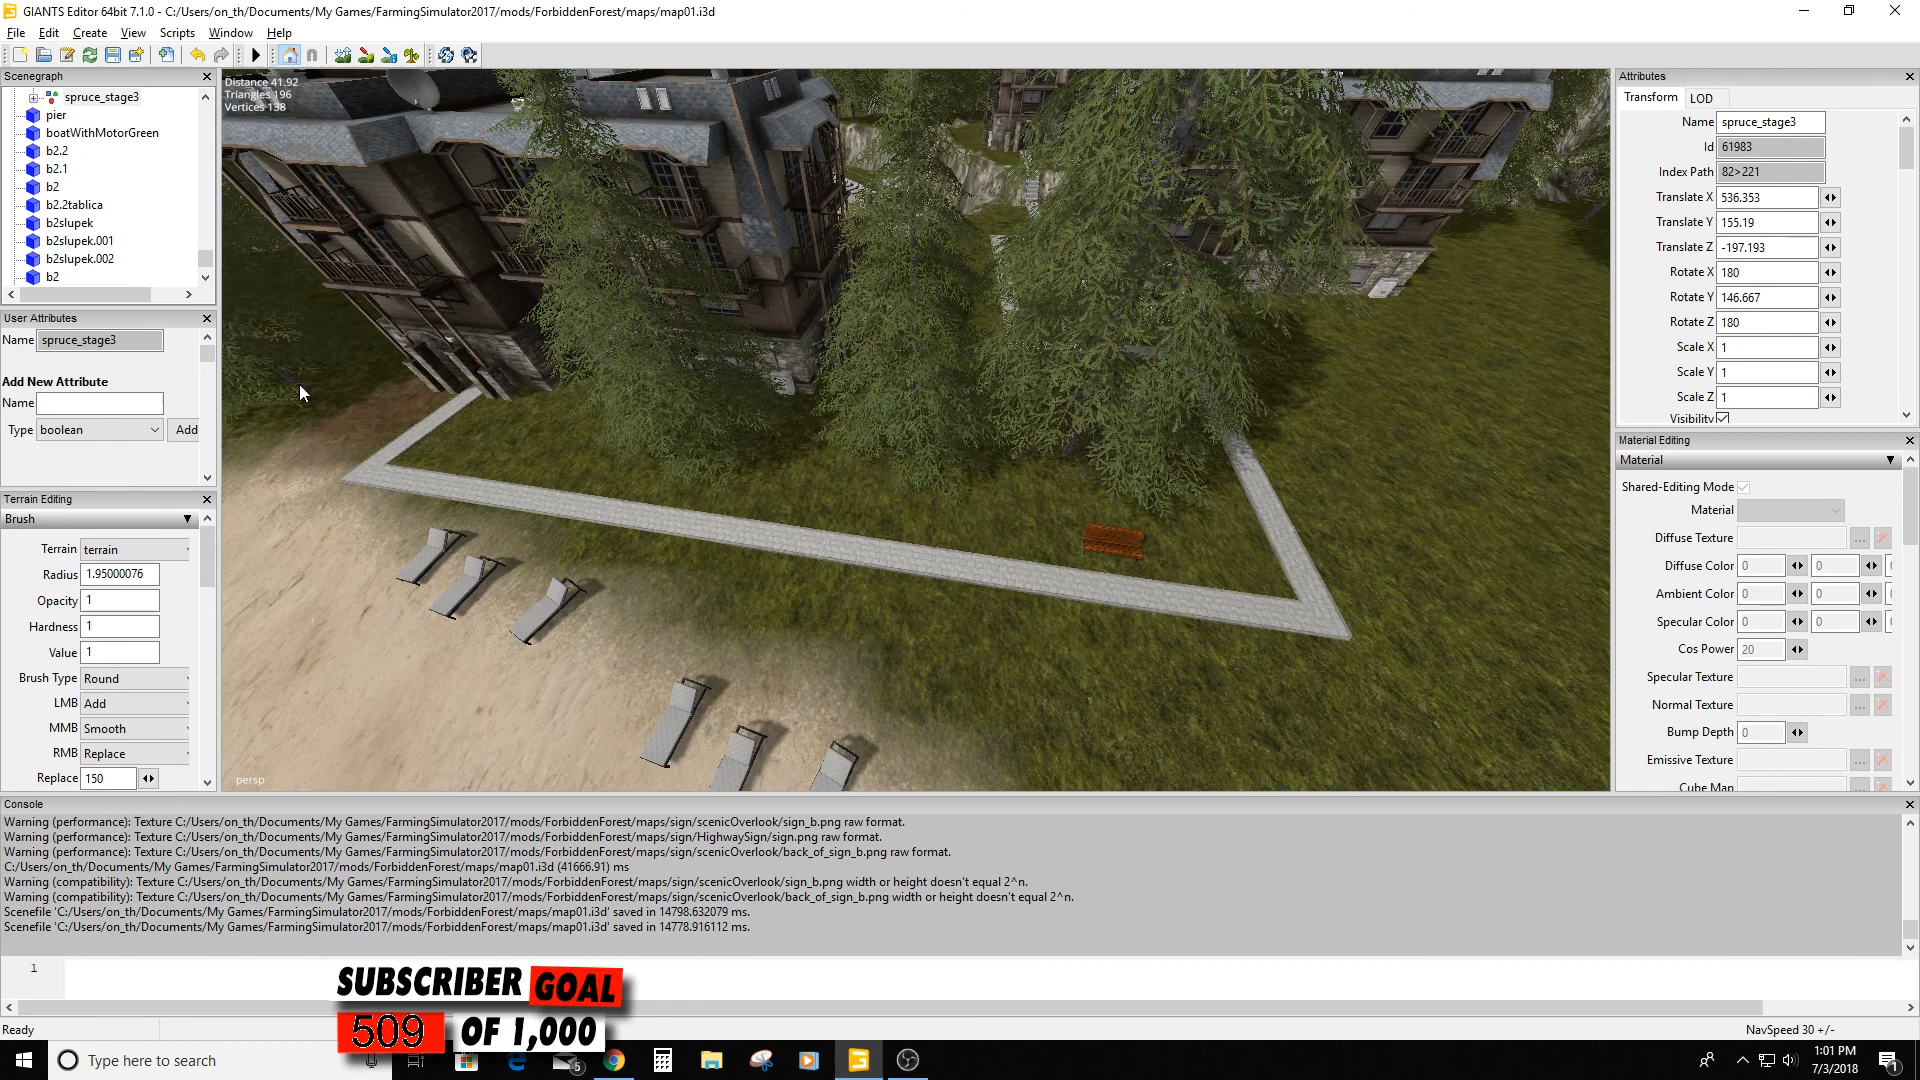 GIANTS Editor 64bit 7.1.0 - C:/Users/on_th/Documents/My Games/FarmingSimulator2017/mods/ForbiddenForest/maps/map01.i3d
File Edit Create View Scripts Window Help
Scenegraph
spruce_stage3
pier
boatWithMotorGreen
b2.2
b2.1
b2
b2.2tablica
b2slupek
b2slupek.001
b2slupek.002
b2
User Attributes
Name spruce_stage3
Add New Attribute
Name
Type boolean Add
Terrain Editing
Brush
Terrain terrain
Radius 1.95000076
Opacity 1
Hardness 1
Value 1
Brush Type Round
LMB Add
MMB Smooth
RMB Replace
Replace 150
Distance 41.92
Triangles 196
Vertices 138
persp
Attributes
Transform LOD
Name spruce_stage3
Id 61983
Index Path 82>221
Translate X 536.353
Translate Y 155.19
Translate Z -197.193
Rotate X 180
Rotate Y 146.667
Rotate Z 180
Scale X 1
Scale Y 1
Scale Z 1
Visibility
Material Editing
Material
Shared-Editing Mode
Material
Diffuse Texture ...
Diffuse Color 0 0
Ambient Color 0 0
Specular Color 0 0
Cos Power 20
Specular Texture ...
Normal Texture ...
Bump Depth 0
Emissive Texture ...
Cube Map
Console
Warning (performance): Texture C:/Users/on_th/Documents/My Games/FarmingSimulator2017/mods/ForbiddenForest/maps/sign/scenicOverlook/sign_b.png raw format.
Warning (performance): Texture C:/Users/on_th/Documents/My Games/FarmingSimulator2017/mods/ForbiddenForest/maps/sign/HighwaySign/sign.png raw format.
Warning (performance): Texture C:/Users/on_th/Documents/My Games/FarmingSimulator2017/mods/ForbiddenForest/maps/sign/scenicOverlook/back_of_sign_b.png raw format.
C:/Users/on_th/Documents/My Games/FarmingSimulator2017/mods/ForbiddenForest/maps/map01.i3d (41666.91) ms
Warning (compatibility): Texture C:/Users/on_th/Documents/My Games/FarmingSimulator2017/mods/ForbiddenForest/maps/sign/scenicOverlook/sign_b.png width or height doesn't equal 2^n.
Warning (compatibility): Texture C:/Users/on_th/Documents/My Games/FarmingSimulator2017/mods/ForbiddenForest/maps/sign/scenicOverlook/back_of_sign_b.png width or height doesn't equal 2^n.
Scenefile 'C:/Users/on_th/Documents/My Games/FarmingSimulator2017/mods/ForbiddenForest/maps/map01.i3d' saved in 14798.632079 ms.
Scenefile 'C:/Users/on_th/Documents/My Games/FarmingSimulator2017/mods/ForbiddenForest/maps/map01.i3d' saved in 14778.916112 ms.
1
SUBSCRIBER GOAL
509 OF 1,000
Ready
NavSpeed 30 +/-
Type here to search
5
1:01 PM
7/3/2018
1